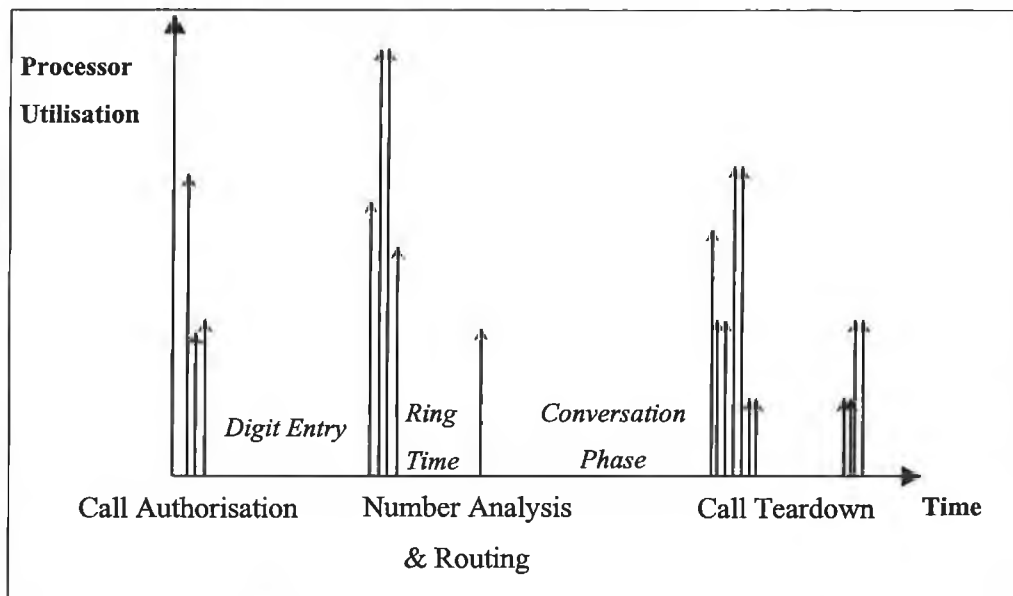 Processor
Utilisation
Digit Entry
Ring
Time
Conversation
Phase
Call Authorisation
Number Analysis
& Routing
Call Teardown
Time